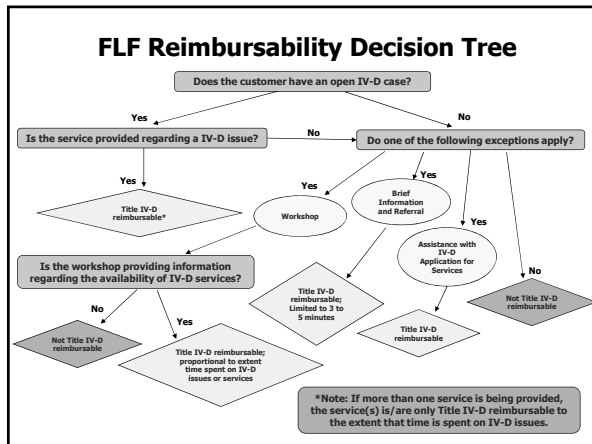 FLF Reimbursability Decision Tree
Does the customer have an open IV-D case?
Yes
No
Is the service provided regarding a IV-D issue?
No
Do one of the following exceptions apply?
Yes
Title IV-D
reimbursable*
Yes
Workshop
Yes
Brief
Information
and Referral
Yes
Assistance with
IV-D
Application for
Services
No
Not Title IV-D
reimbursable
Is the workshop providing information
regarding the availability of IV-D services?
Title IV-D
reimbursable;
Limited to 3 to
5 minutes
Title IV-D
reimbursable
No
Not Title IV-D
reimbursable
Yes
Title IV-D reimbursable;
proportional to extent
time spent on IV-D
issues or services
*Note: If more than one service is being provided,
the service(s) is/are only Title IV-D reimbursable to
the extent that time is spent on IV-D issues.